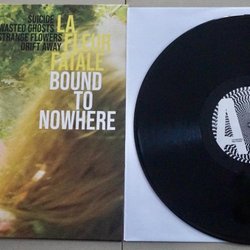 SUICIDE
WASTED GHOSTS
STRANGE FLOWERS
DRIFT AWAY
LA
FLEUR
FATALE
BOUND
TO
NOWHERE
A